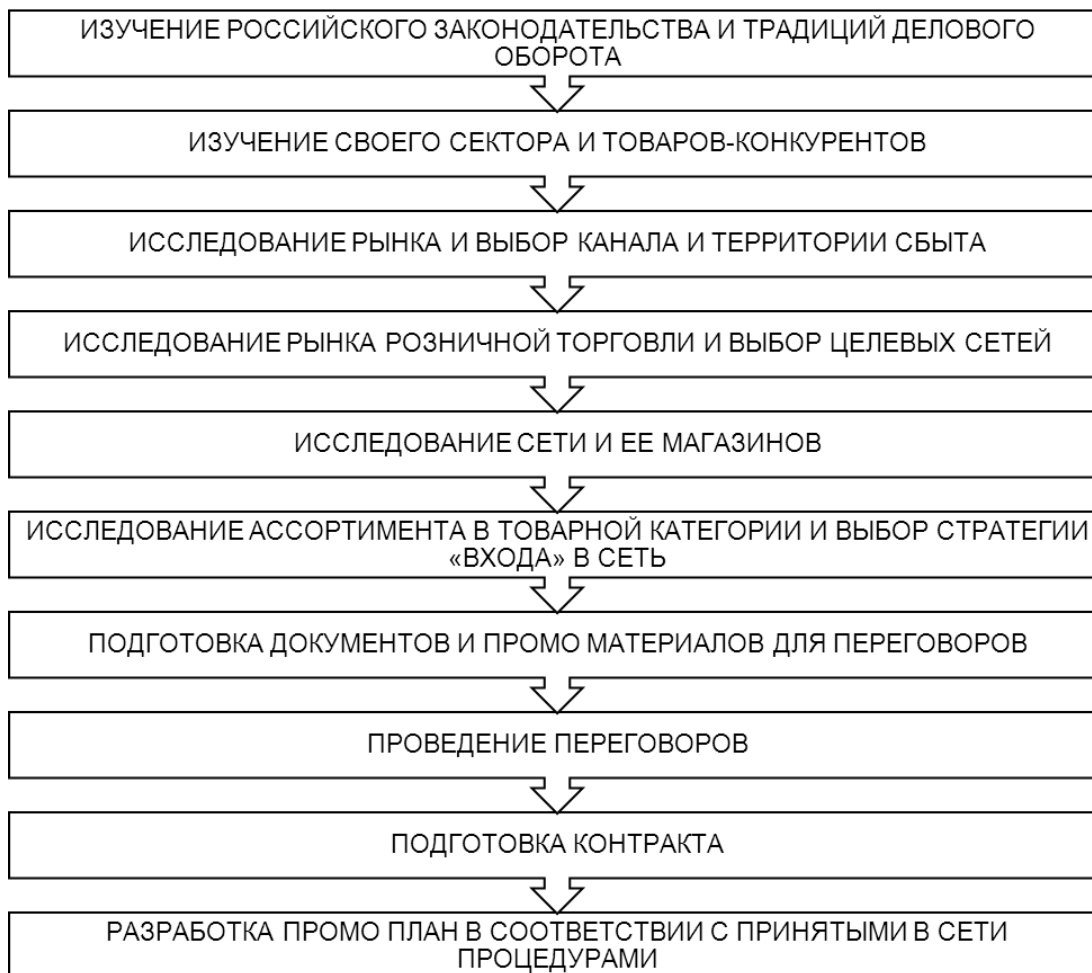 ИЗУЧЕНИЕ РОССИЙСКОГО ЗАКОНОДАТЕЛЬСТВА И ТРАДИЦИЙ ДЕЛОВОГО
ОБОРОТА
ИЗУЧЕНИЕ СВОЕГО СЕКТОРА И ТОВАРОВ-КОНКУРЕНТОВ
ИССЛЕДОВАНИЕ РЫНКА И ВЫБОР КАНАЛА И ТЕРРИТОРИИ СБЫТА
ИССЛЕДОВАНИЕ РЫНКА РОЗНИЧНОЙ ТОРГОВЛИ И ВЫБОР ЦЕЛЕВЫХ СЕТЕЙ
ИССЛЕДОВАНИЕ СЕТИ И ЕЕ МАГАЗИНОВ
ИССЛЕДОВАНИЕ АССОРТИМЕНТА В ТОВАРНОЙ КАТЕГОРИИ И ВЫБОР СТРАТЕГИИ
«ВХОДА» В СЕТЬ
ПОДГОТОВКА ДОКУМЕНТОВ И ПРОМО МАТЕРИАЛОВ ДЛЯ ПЕРЕГОВОРОВ
ПРОВЕДЕНИЕ ПЕРЕГОВОРОВ
ПОДГОТОВКА КОНТРАКТА
РАЗРАБОТКА ПРОМО ПЛАН В СООТВЕТСТВИИ С ПРИНЯТЫМИ В СЕТИ
ПРОЦЕДУРАМИ